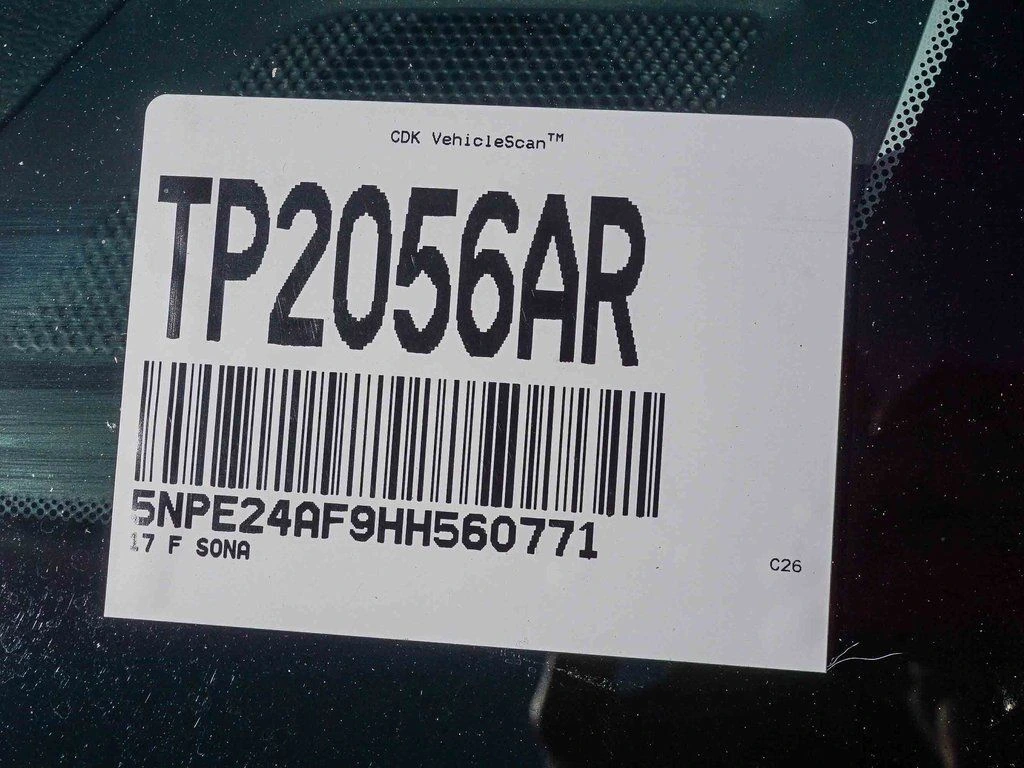 CDK VehicleScan™
TP2056AR
5NPE24AF9HH560771
17 F SONA
C26